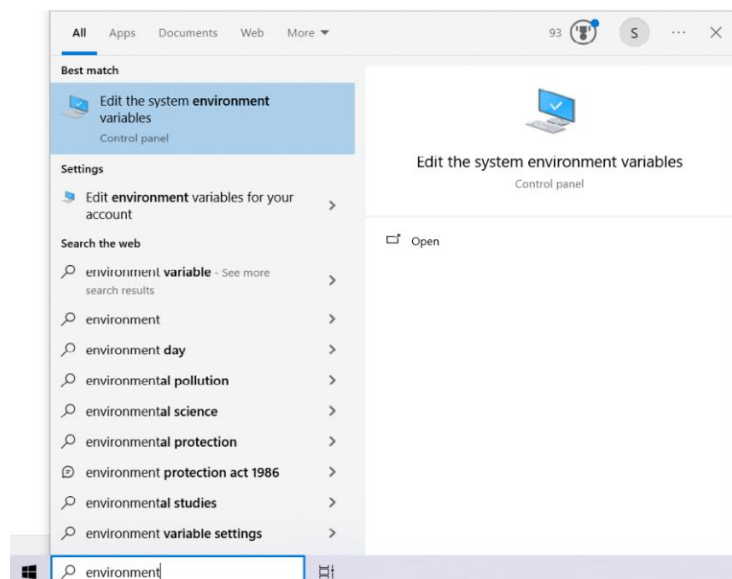 All Apps Documents Web More 93 S ...
Best match
Edit the system environment
variables
Control panel
Settings
Edit environment variables for your
account
Search the web
environment variable - See more
search results
environment
environment day
environmental pollution
environmental science
environmental protection
environment protection act 1986
environmental studies
environment variable settings
environment
Edit the system environment variables
Control panel
Open